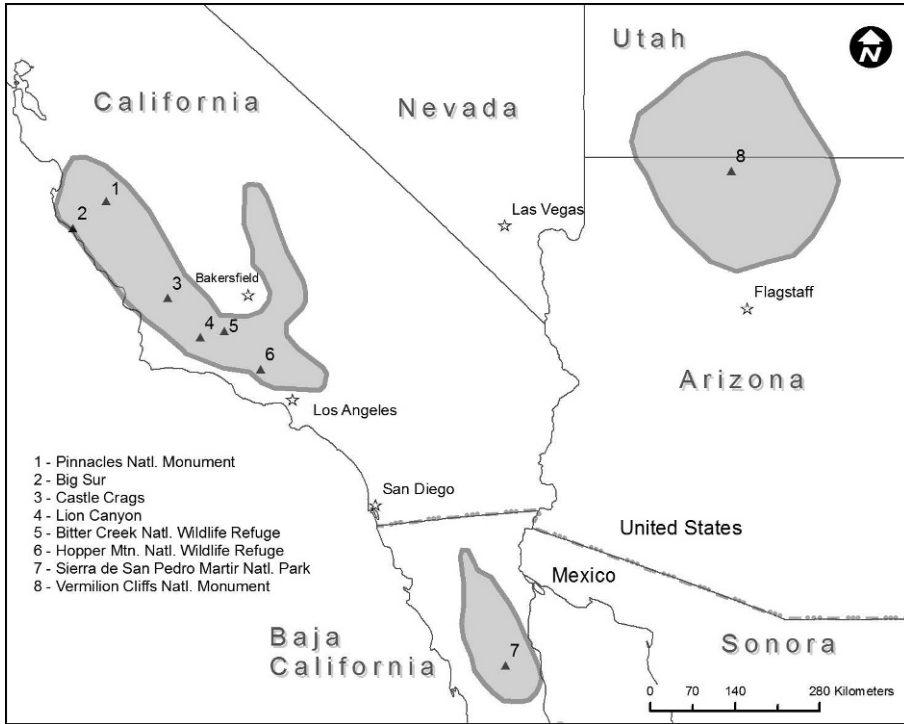 Utah
N
California
Nevada
8
1
Las Vegas
2
Bakersfield
3
Flagstaff
4
5
6
Arizona
Los Angeles
1 - Pinnacles Natl. Monument
2 - Big Sur
3 - Castle Crags
4 - Lion Canyon
5 - Bitter Creek Natl. Wildlife Refuge
6 - Hopper Mtn. Natl. Wildlife Refuge
7 - Sierra de San Pedro Martir Natl. Park
8 - Vermilion Cliffs Natl. Monument
San Diego
United States
Mexico
Baja
California
Sonora
7
0 70 140 280 Kilometers